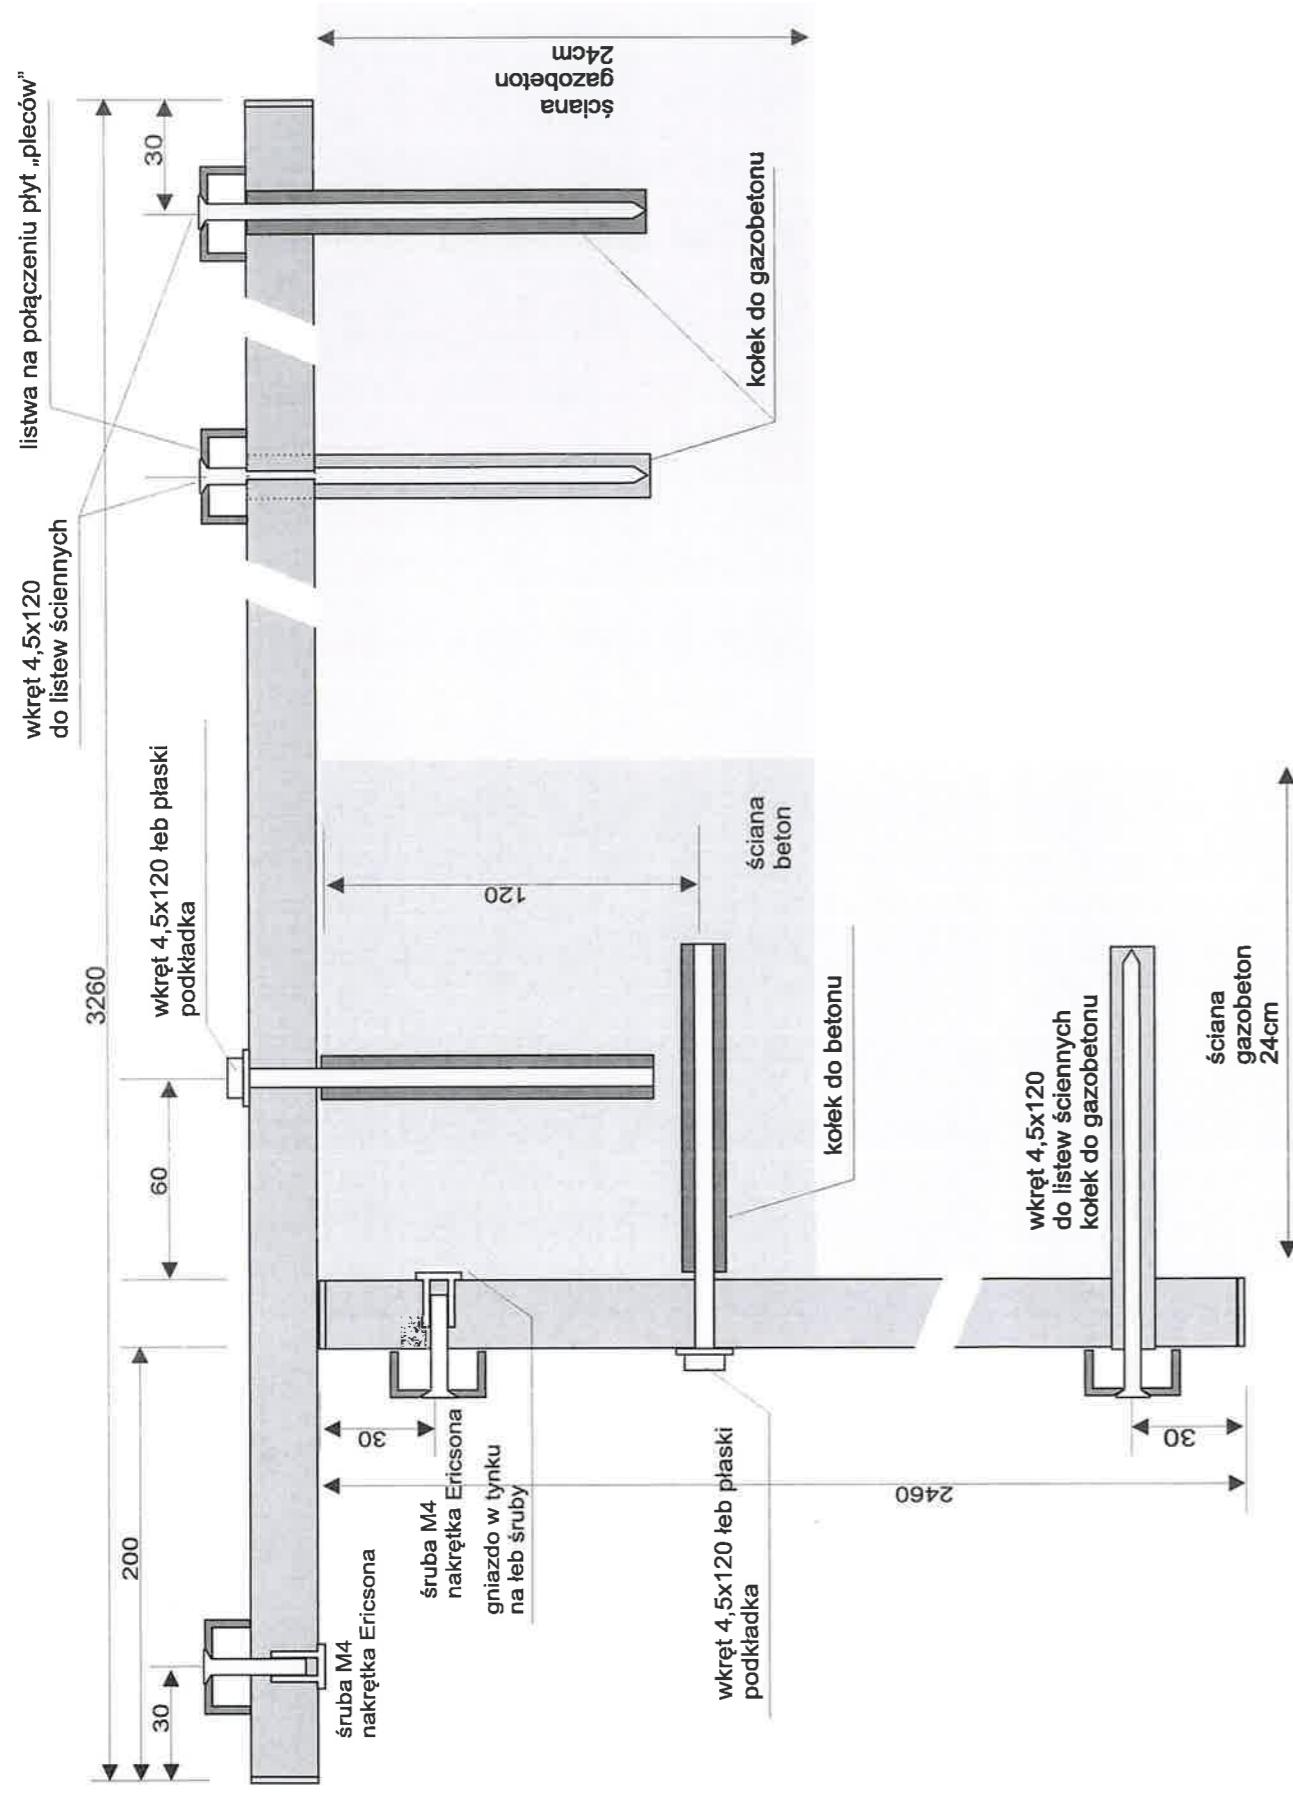 listwa na połączeniu płyt „pleców”
wkręt 4,5x120
do listew ściennych
30
ściana
gazobeton
24cm
3260
wkręt 4,5x120 łeb płaski
podkładka
kołek do gazobetonu
60
120
ściana
beton
200
30
śruba M4
nakrętka Ericsona
śruba M4
nakrętka Ericsona
gniazdo w tynku
na łeb śruby
30
kołek do betonu
wkręt 4,5x120 łeb płaski
podkładka
2460
wkręt 4,5x120
do listew ściennych
kołek do gazobetonu
30
ściana
gazobeton
24cm